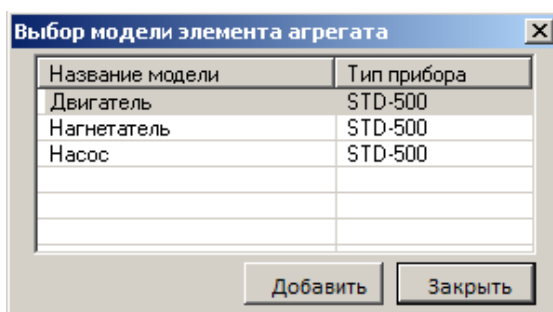 Выбор модели элемента агрегата
Название модели Тип прибора
Двигатель STD-500
Нагнетатель STD-500
Насос STD-500
Добавить Закрыть